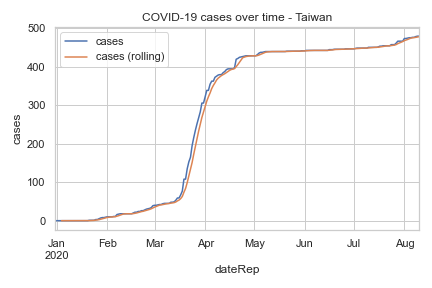 COVID-19 cases over time - Taiwan
cases
cases (rolling)
500
400
300
200
100
0
cases
Jan
2020
Feb
Mar
Apr
May
Jun
Jul
Aug
dateRep